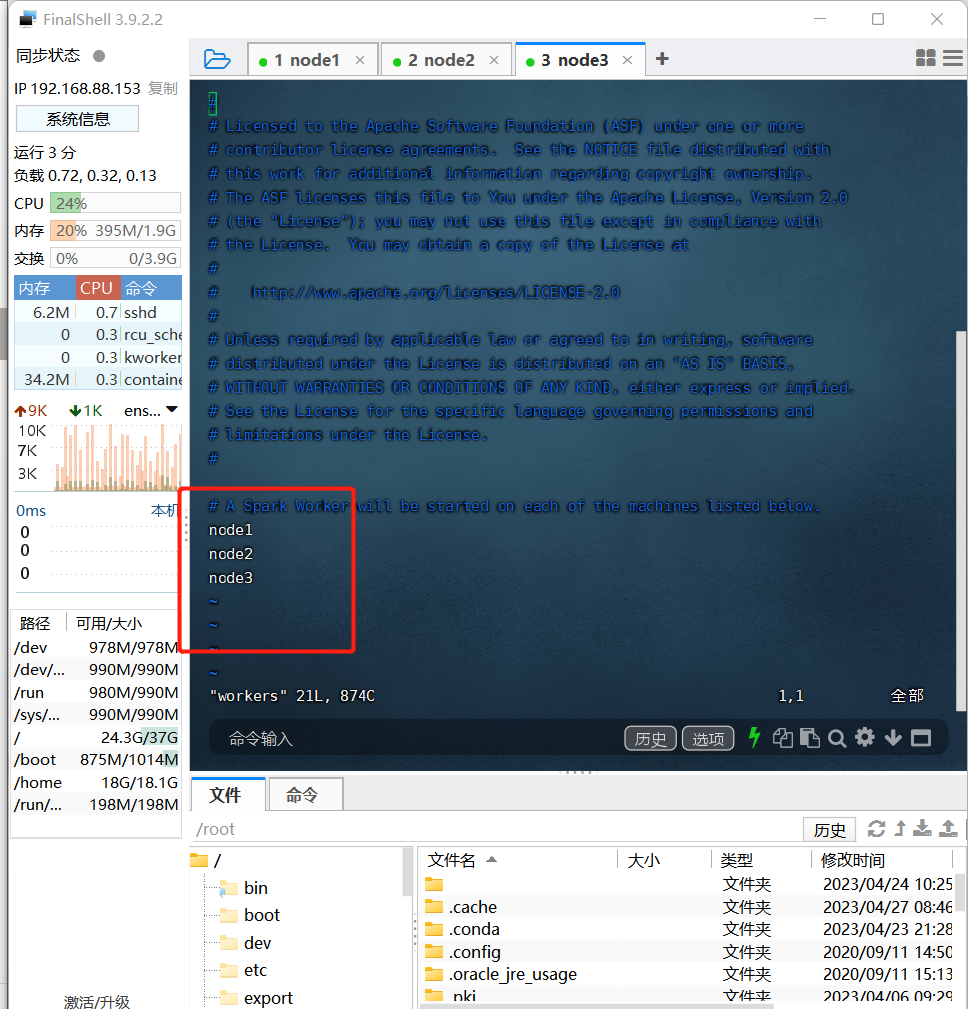 FinalShell 3.9.2.2
同步状态
IP 192.168.88.153 复制
系统信息
运行 3 分
负载 0.72, 0.32, 0.13
CPU 24%
内存 20% 395M/1.9G
交换 0% 0/3.9G
内存 CPU 命令
6.2M 0.7 sshd
0 0.3 rcu_sche
0 0.3 kworker
34.2M 0.3 containe
9K 1K ens...
10K
7K
3K
0ms 本机
0
0
0
路径 可用/大小
/dev 978M/978M
/dev/... 990M/990M
/run 980M/990M
/sys/... 990M/990M
/ 24.3G/37G
/boot 875M/1014M
/home 18G/18.1G
/run/... 198M/198M
激活/升级
1 node1 × 2 node2 × 3 node3 × +
#
# Licensed to the Apache Software Foundation (ASF) under one or more
# contributor license agreements.  See the NOTICE file distributed with
# this work for additional information regarding copyright ownership.
# The ASF licenses this file to You under the Apache License, Version 2.0
# (the "License"); you may not use this file except in compliance with
# the License.  You may obtain a copy of the License at
#
#    http://www.apache.org/licenses/LICENSE-2.0
#
# Unless required by applicable law or agreed to in writing, software
# distributed under the License is distributed on an "AS IS" BASIS,
# WITHOUT WARRANTIES OR CONDITIONS OF ANY KIND, either express or implied.
# See the License for the specific language governing permissions and
# limitations under the License.
#
# A Spark Worker will be started on each of the machines listed below.
node1
node2
node3
~
~
~
~
"workers" 21L, 874C 1,1 全部
命令输入 历史 选项
文件 命令
/root 历史
/
bin
boot
dev
etc
export
文件名 大小 类型 修改时间
文件夹 2023/04/24 10:25
.cache 文件夹 2023/04/27 08:46
.conda 文件夹 2023/04/23 21:28
.config 文件夹 2020/09/11 14:50
.oracle_jre_usage 文件夹 2020/09/11 15:13
.pki 文件夹 2023/04/06 09:29